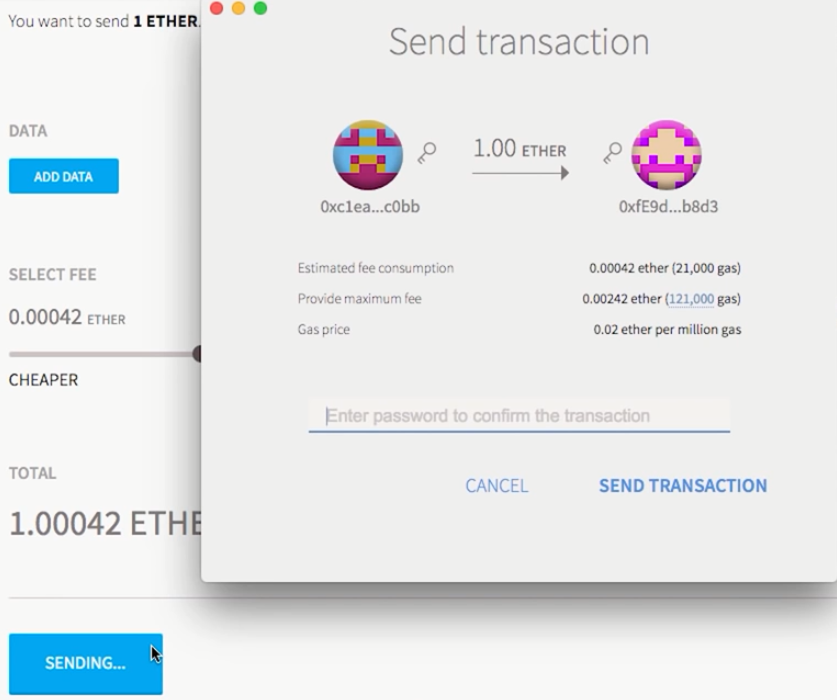 You want to send 1 ETHER.
DATA
ADD DATA
SELECT FEE
0.00042 ETHER
CHEAPER
TOTAL
1.00042 ETHE
SENDING...
Send transaction
1.00 ETHER
0xc1ea...c0bb
0xfE9d...b8d3
Estimated fee consumption 0.00042 ether (21,000 gas)
Provide maximum fee 0.00242 ether (121,000 gas)
Gas price 0.02 ether per million gas
Enter password to confirm the transaction
CANCEL SEND TRANSACTION